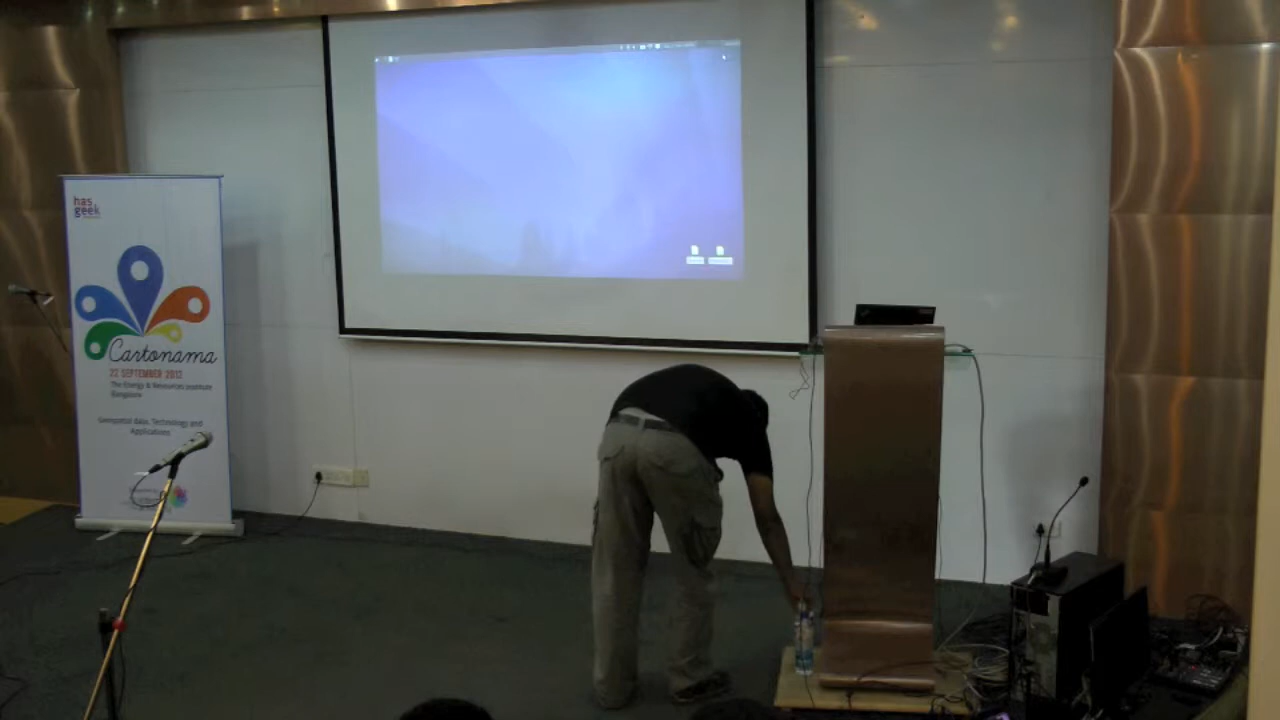 has
geek
Cartonama
22 SEPTEMBER 2012
The Energy & Resources Institute
Bangalore
Geospatial data, Technology and
Applications